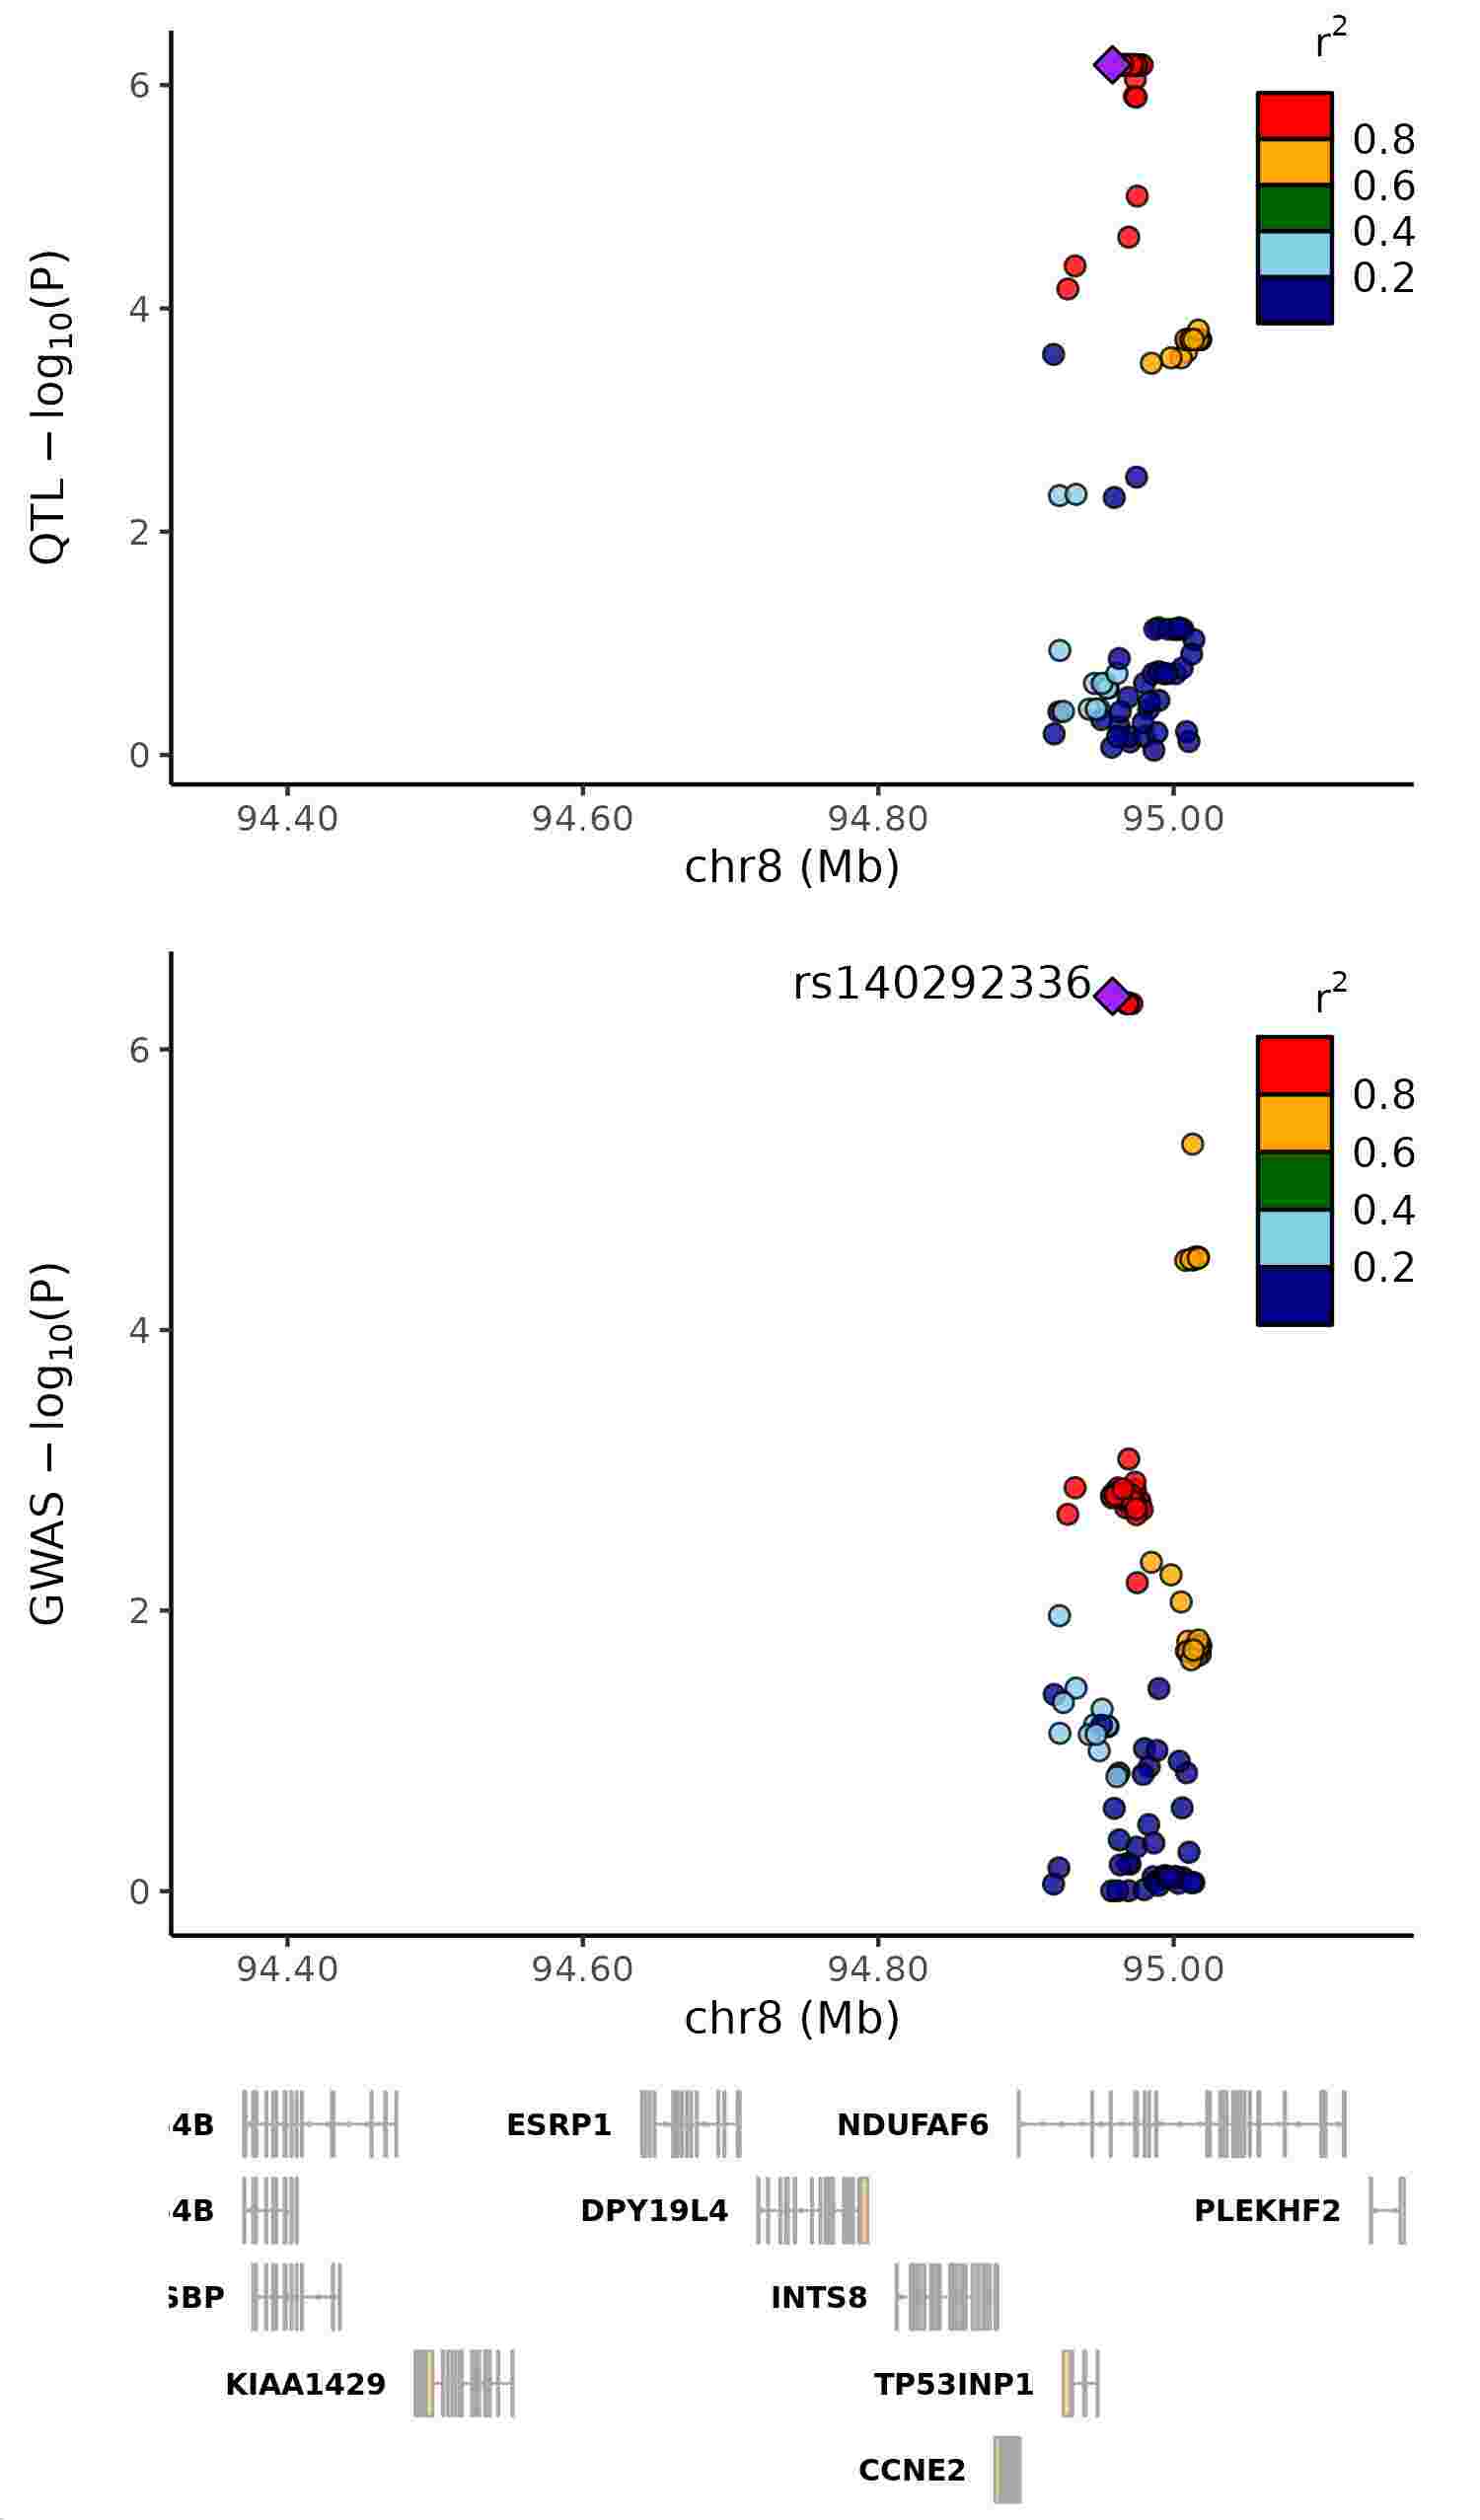 r2
6
0.8
0.6
0.4
0.2
4
2
0
QTL −log10(P)
94.40 94.60 94.80 95.00
chr8 (Mb)
rs140292336
r2
6
0.8
0.6
0.4
0.2
4
2
0
GWAS −log10(P)
94.40 94.60 94.80 95.00
chr8 (Mb)
4B ESRP1 NDUFAF6
4B DPY19L4 PLEKHF2
SBP INTS8
KIAA1429 TP53INP1
CCNE2